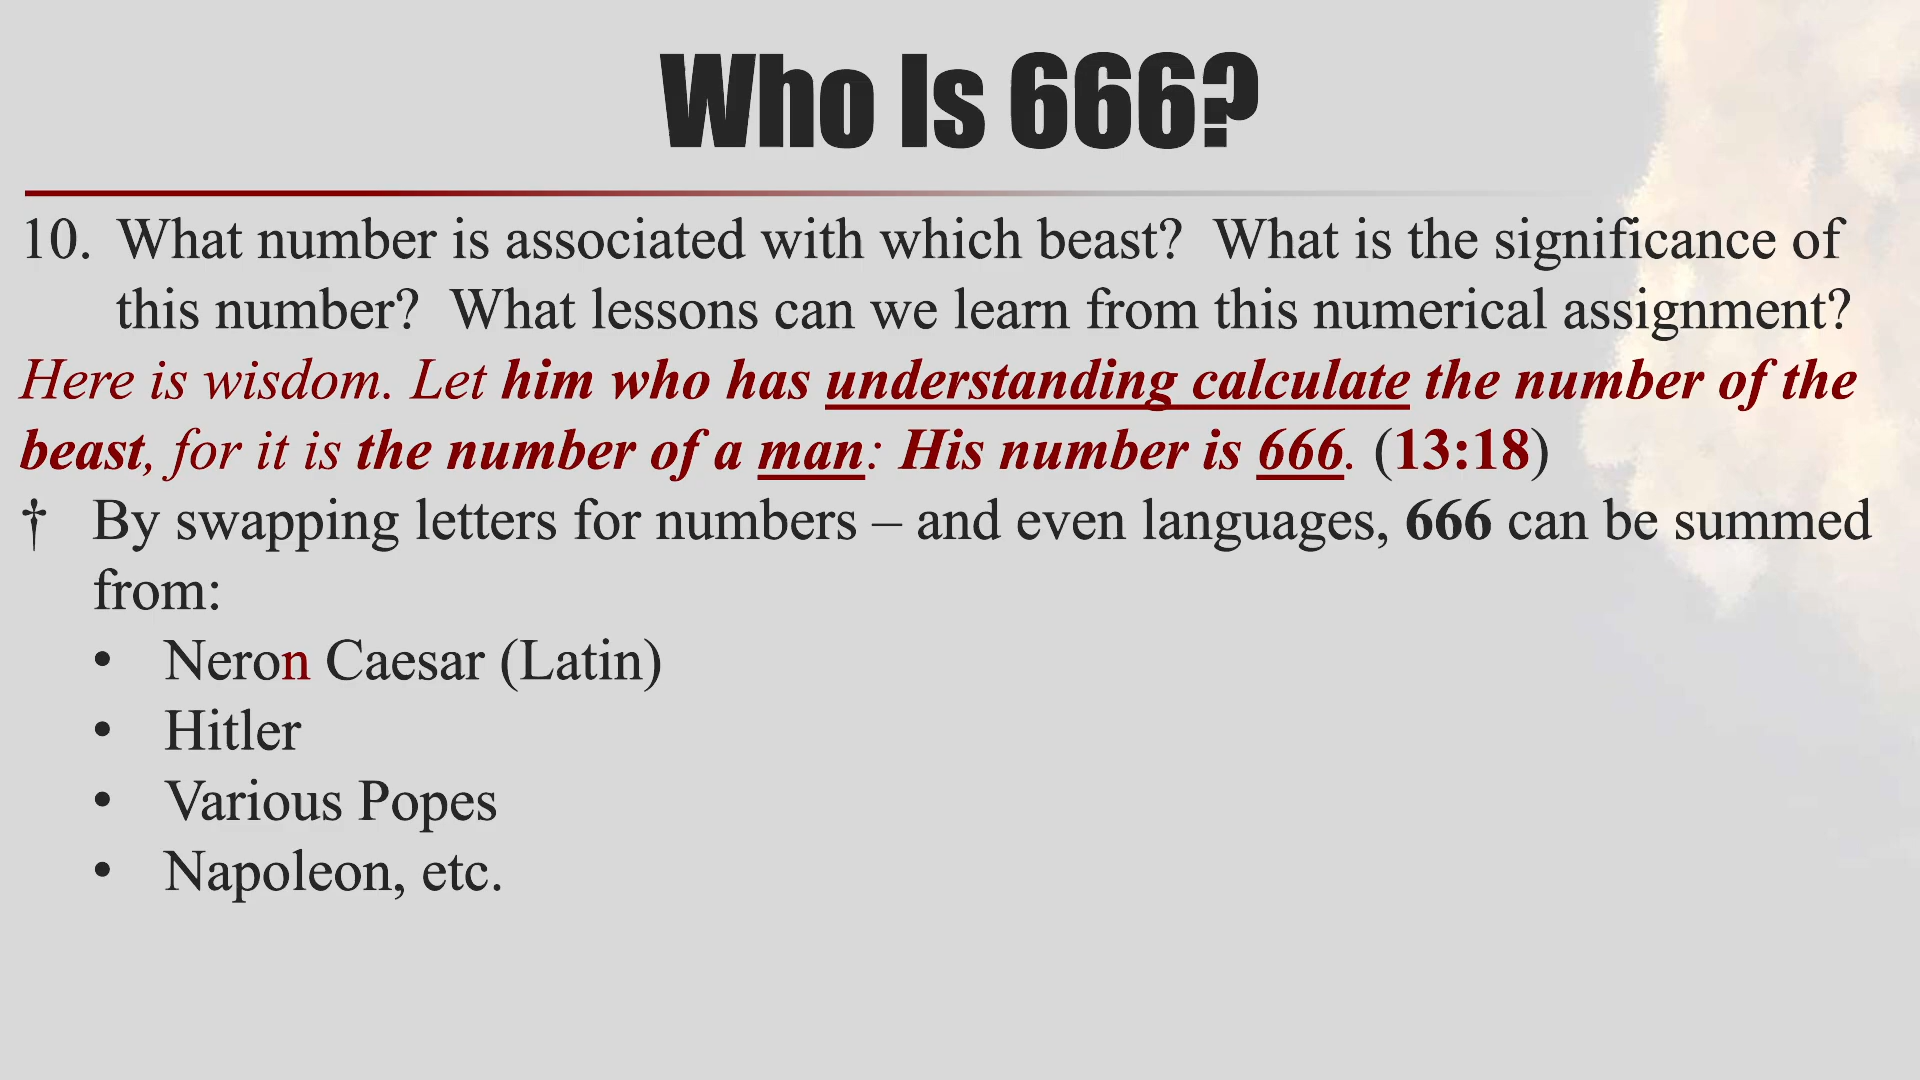 Who Is 666?
10. What number is associated with which beast? What is the significance of
this number? What lessons can we learn from this numerical assignment?
Here is wisdom. Let him who has understanding calculate the number of the
beast, for it is the number of a man: His number is 666. (13:18)
† By swapping letters for numbers – and even languages, 666 can be summed
from:
• Neron Caesar (Latin)
• Hitler
• Various Popes
• Napoleon, etc.